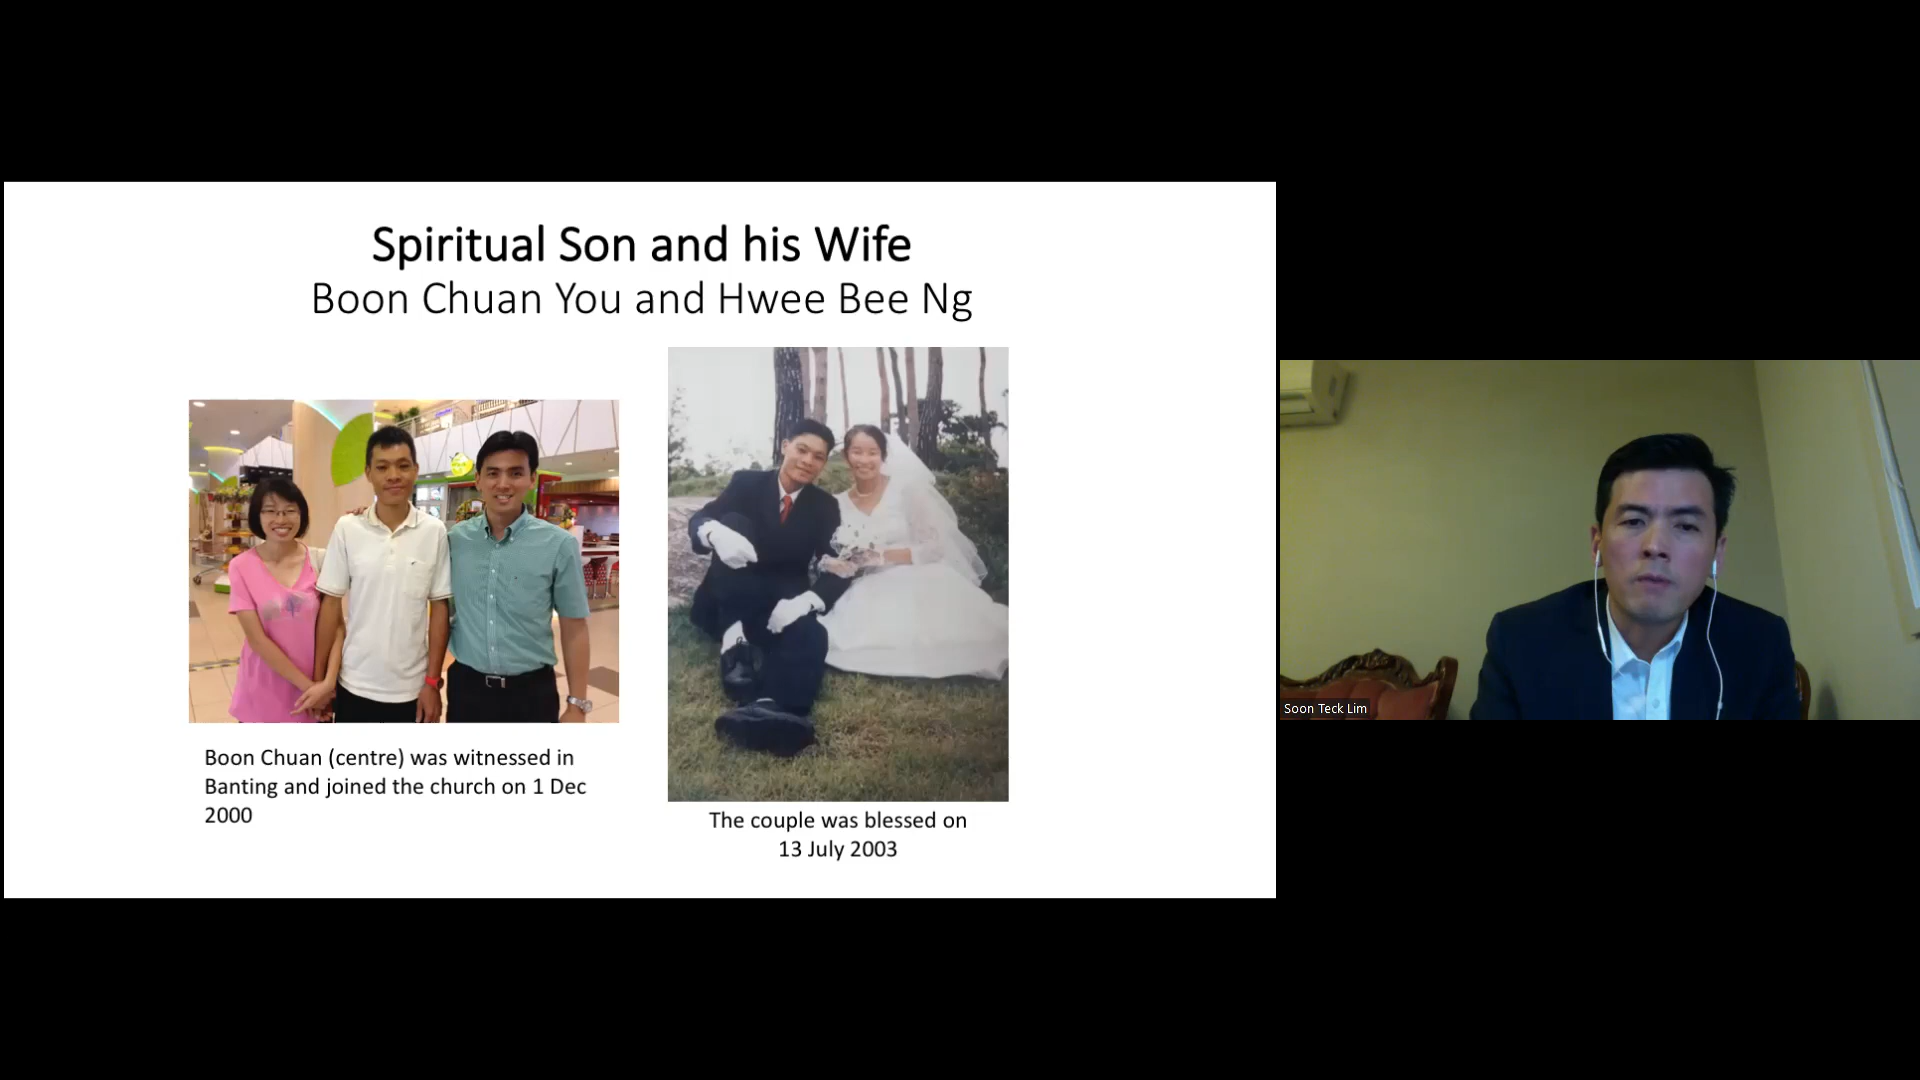 Spiritual Son and his Wife
Boon Chuan You and Hwee Bee Ng
Boon Chuan (centre) was witnessed in
Banting and joined the church on 1 Dec
2000
The couple was blessed on
13 July 2003
Soon Teck Lim